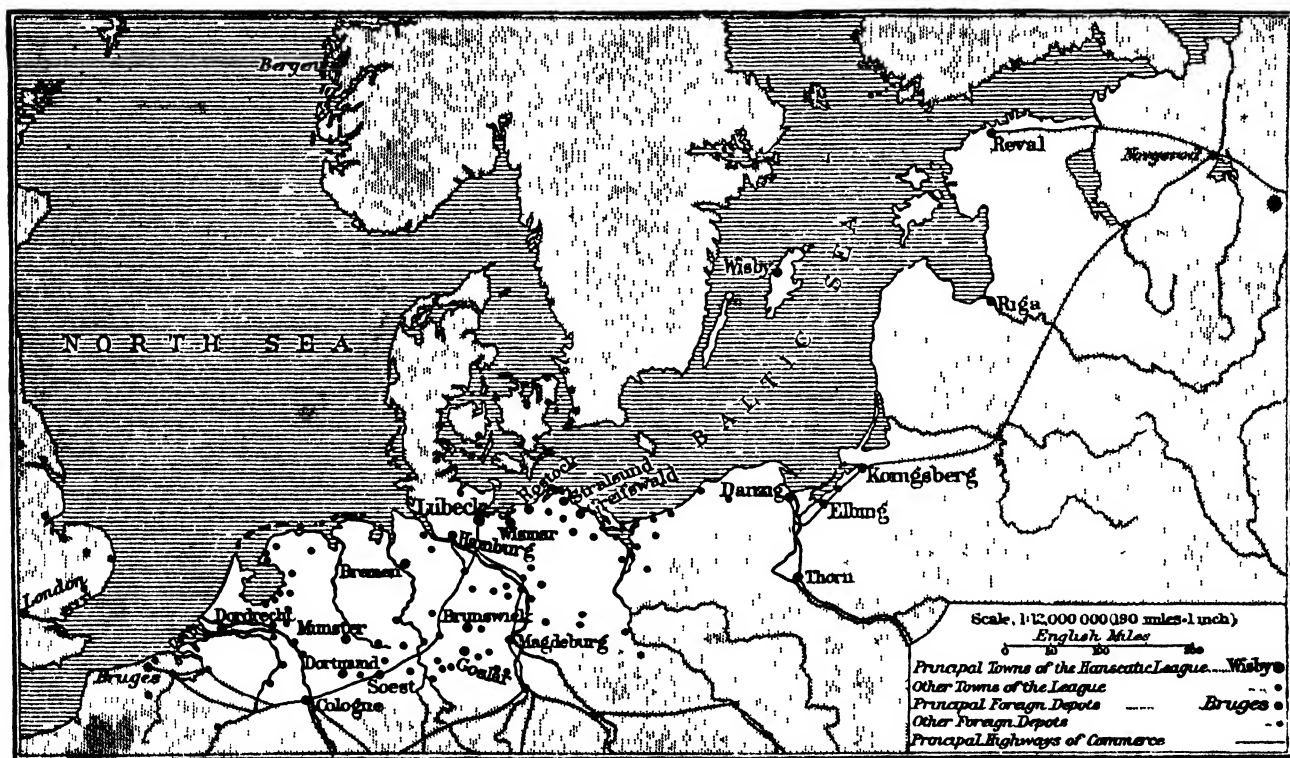 Bergen
Reval
Novgorod
Wisby
Riga
NORTH SEA
BALTIC SEA
Rostock
Stralsund
Greifswald
Lübeck
Danzig
Konigsberg
Elbing
Wismar
Hamburg
Bremen
Thorn
London
Dordrecht
Munster
Brunswick
Magdeburg
Dortmund
Goslar
Bruges
Soest
Cologne
Scale, 1:12,000 000 (190 miles-1 inch)
English Miles
Principal Towns of the Hanseatic League Wisby
Other Towns of the League
Principal Foreign Depots Bruges
Other Foreign Depots
Principal Highways of Commerce